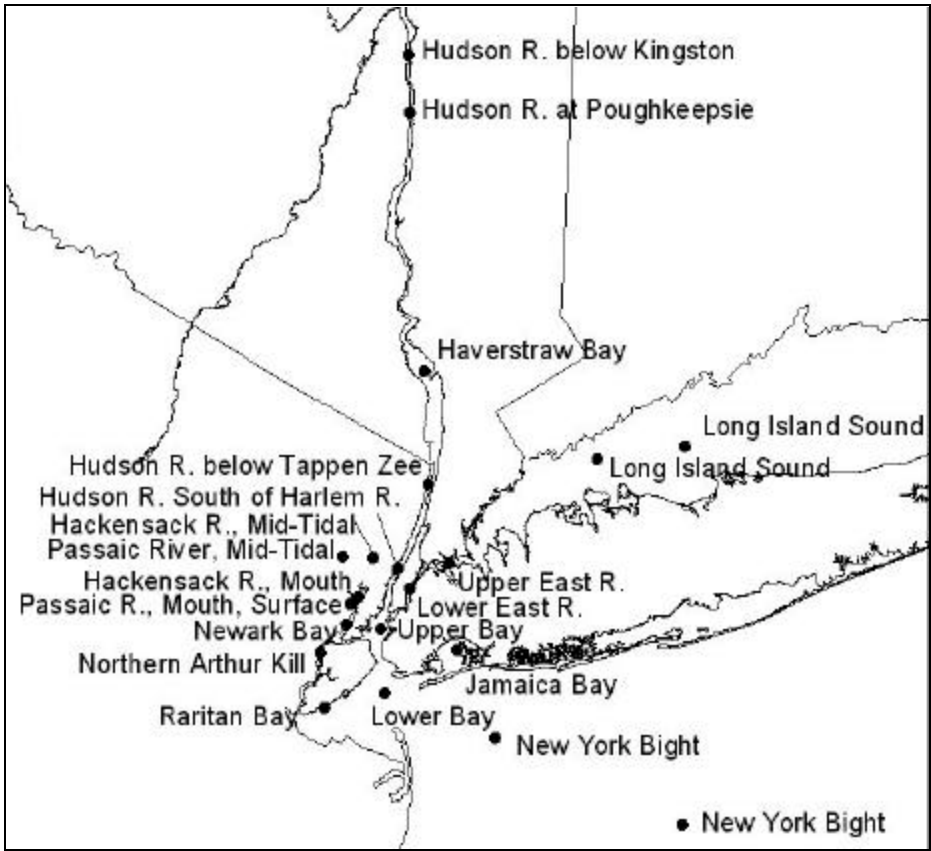 Hudson R. below Kingston
Hudson R. at Poughkeepsie
Haverstraw Bay
Long Island Sound
Long Island Sound
Hudson R. below Tappen Zee
Hudson R. South of Harlem R.
Hackensack R., Mid-Tidal
Passaic River, Mid-Tidal
Hackensack R., Mouth
Upper East R.
Passaic R., Mouth, Surface
Lower East R.
Newark Bay
Upper Bay
Northern Arthur Kill
Jamaica Bay
Raritan Bay
Lower Bay
New York Bight
New York Bight